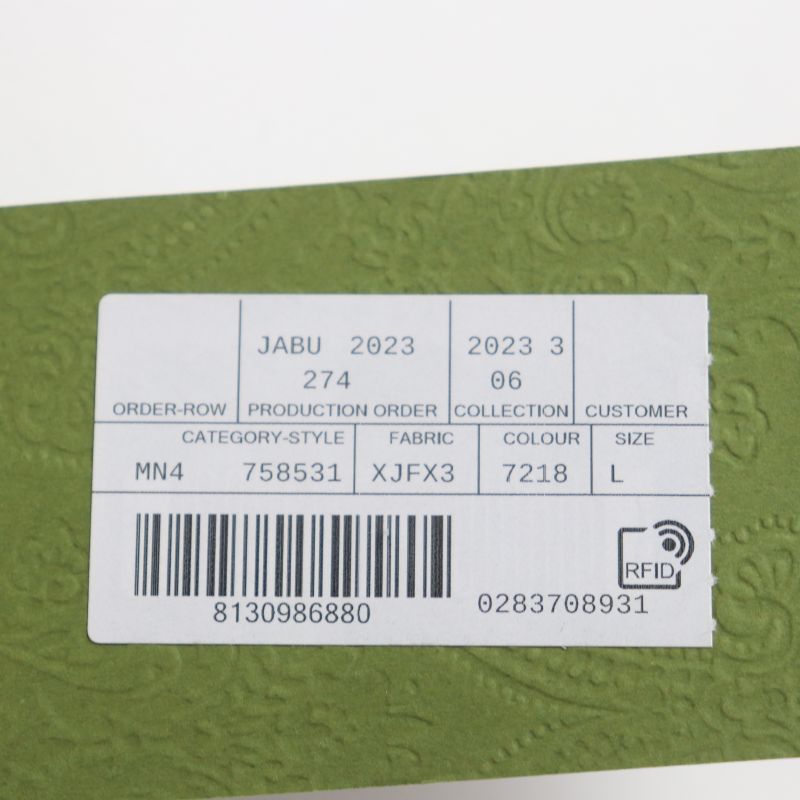 JABU 2023 2023 3
274 06
ORDER-ROW PRODUCTION ORDER COLLECTION CUSTOMER
CATEGORY-STYLE FABRIC COLOUR SIZE
MN4 758531 XJFX3 7218 L
RFID
8130986880 0283708931